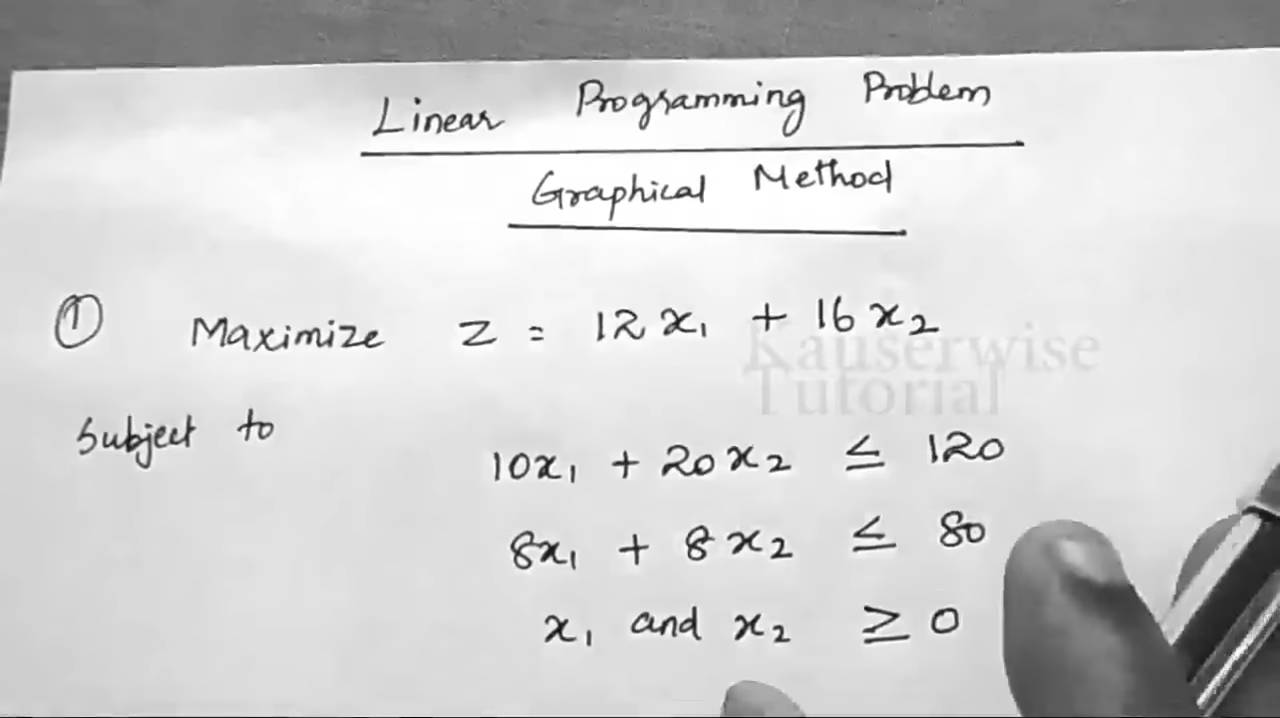 Linear Programming Problem
Graphical Method
① Maximize Z = 12x₁ + 16x₂
Kauserwise
Tutorial
Subject to
10x₁ + 20x₂ ≤ 120
8x₁ + 8x₂ ≤ 80
x₁ and x₂ ≥ 0